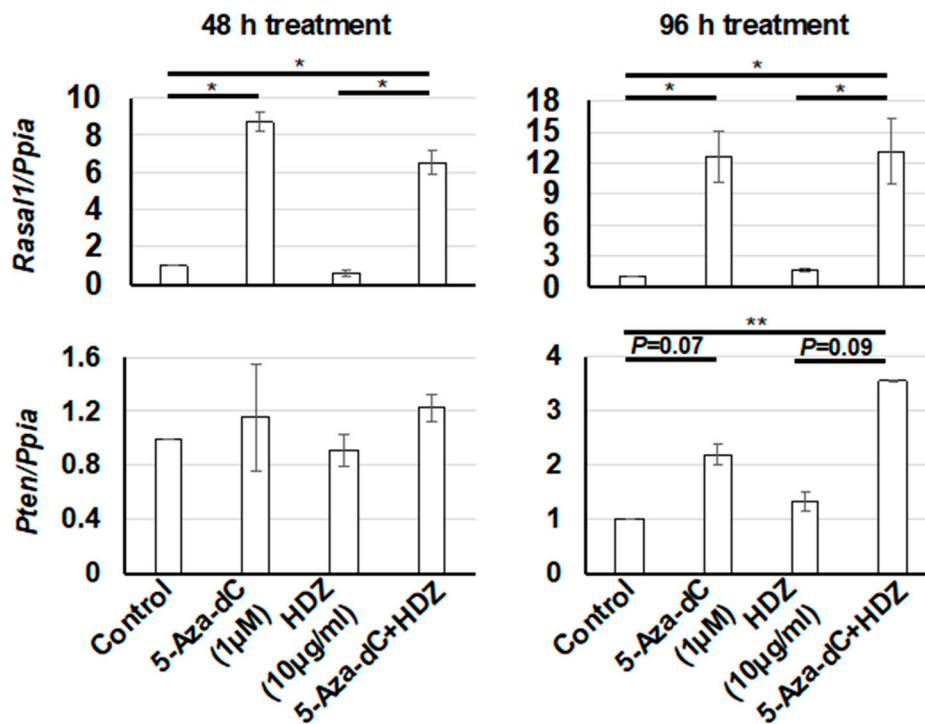 48 h treatment
96 h treatment
*
*
*
10
8
6
4
2
0
Rasal1/Ppia
*
*
*
18
15
12
9
6
3
0
1.6
1.2
0.8
0.4
0
Pten/Ppia
**
P=0.07
P=0.09
4
3
2
1
0
Control
5-Aza-dC
(1μM)
HDZ
(10μg/ml)
5-Aza-dC+HDZ
Control
5-Aza-dC
(1μM)
HDZ
(10μg/ml)
5-Aza-dC+HDZ